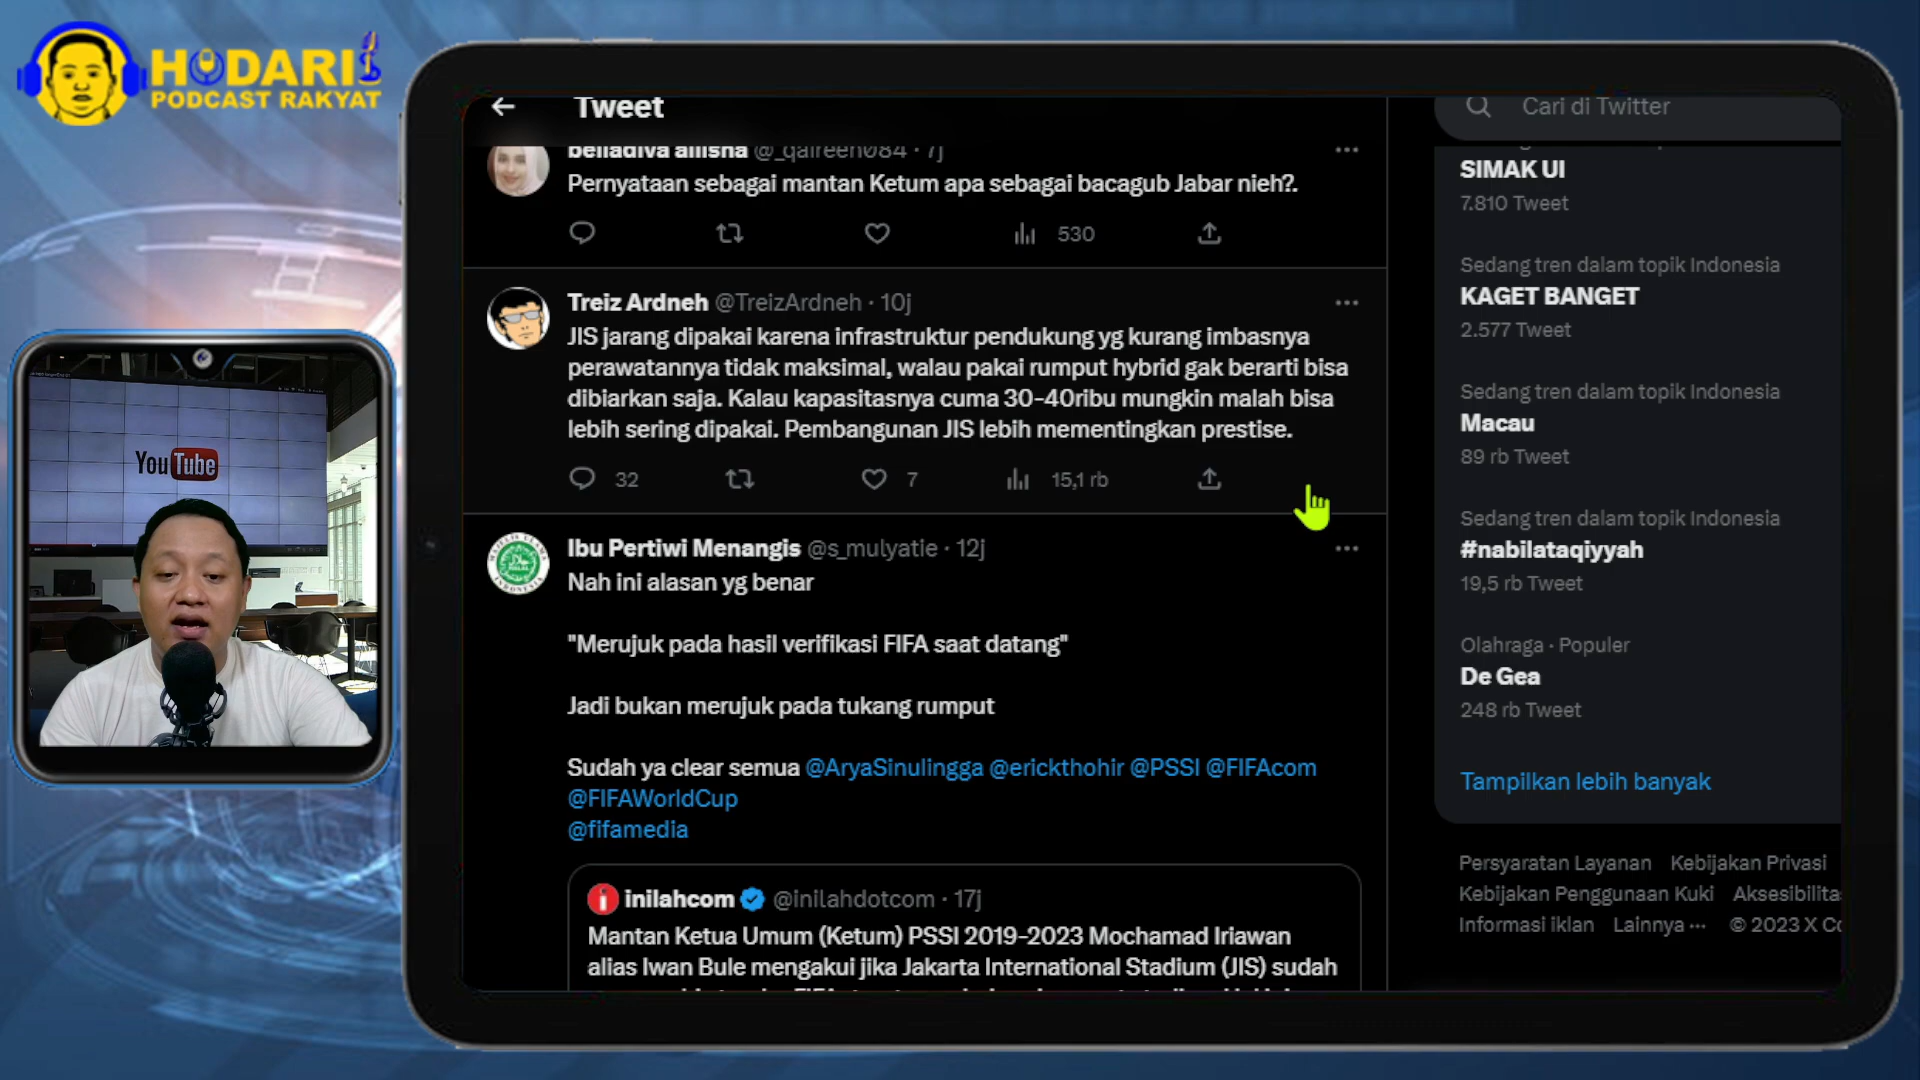 HODARI
PODCAST RAKYAT
YouTube
Tweet
Cari di Twitter
belladiva allisha @_qaireen084 · 7j
Pernyataan sebagai mantan Ketum apa sebagai bacagub Jabar nieh?.
530
Treiz Ardneh @TreizArdneh · 10j
JIS jarang dipakai karena infrastruktur pendukung yg kurang imbasnya
perawatannya tidak maksimal, walau pakai rumput hybrid gak berarti bisa
dibiarkan saja. Kalau kapasitasnya cuma 30-40ribu mungkin malah bisa
lebih sering dipakai. Pembangunan JIS lebih mementingkan prestise.
32 7 15,1 rb
Ibu Pertiwi Menangis @s_mulyatie · 12j
Nah ini alasan yg benar
"Merujuk pada hasil verifikasi FIFA saat datang"
Jadi bukan merujuk pada tukang rumput
Sudah ya clear semua @AryaSinulingga @erickthohir @PSSI @FIFAcom
@FIFAWorldCup
@fifamedia
inilahcom @inilahdotcom · 17j
Mantan Ketua Umum (Ketum) PSSI 2019-2023 Mochamad Iriawan
alias Iwan Bule mengakui jika Jakarta International Stadium (JIS) sudah
SIMAK UI
7.810 Tweet
Sedang tren dalam topik Indonesia
KAGET BANGET
2.577 Tweet
Sedang tren dalam topik Indonesia
Macau
89 rb Tweet
Sedang tren dalam topik Indonesia
#nabilataqiyyah
19,5 rb Tweet
Olahraga · Populer
De Gea
248 rb Tweet
Tampilkan lebih banyak
Persyaratan Layanan Kebijakan Privasi
Kebijakan Penggunaan Kuki Aksesibilita
Informasi iklan Lainnya ··· © 2023 X Co